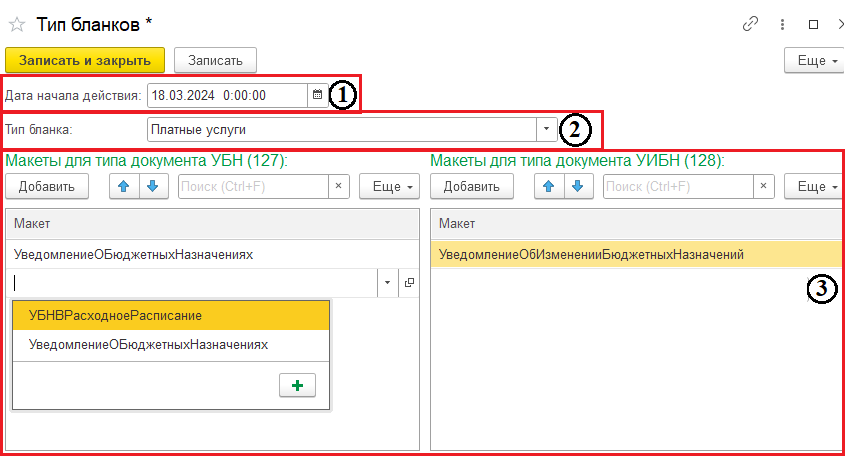 Тип бланков *
Записать и закрыть Записать Еще
Дата начала действия: 18.03.2024 0:00:00 1
Тип бланка: Платные услуги 2
Макеты для типа документа УБН (127): Макеты для типа документа УИБН (128):
Добавить Поиск (Ctrl+F) × Еще Добавить Поиск (Ctrl+F) × Еще
Макет Макет
УведомлениеОБюджетныхНазначениях УведомлениеОбИзмененииБюджетныхНазначений
3
УБНВРасходноеРасписание
УведомлениеОБюджетныхНазначениях